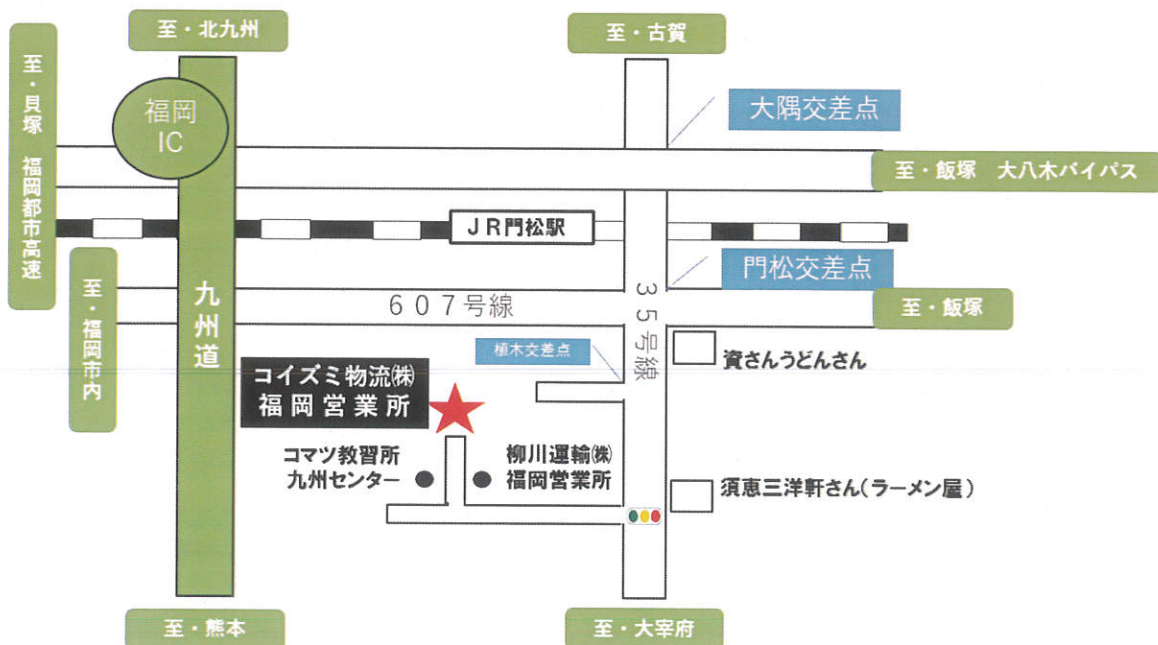 至・北九州
至・古賀
至・貝塚 福岡都市高速
福岡
IC
大隅交差点
至・飯塚 大八木バイパス
JR門松駅
門松交差点
至・福岡市内
九州道
607号線
35号線
至・飯塚
植木交差点
資さんうどんさん
コイズミ物流㈱
福岡営業所
コマツ教習所
九州センター
柳川運輸㈱
福岡営業所
須恵三洋軒さん(ラーメン屋)
至・熊本
至・大宰府